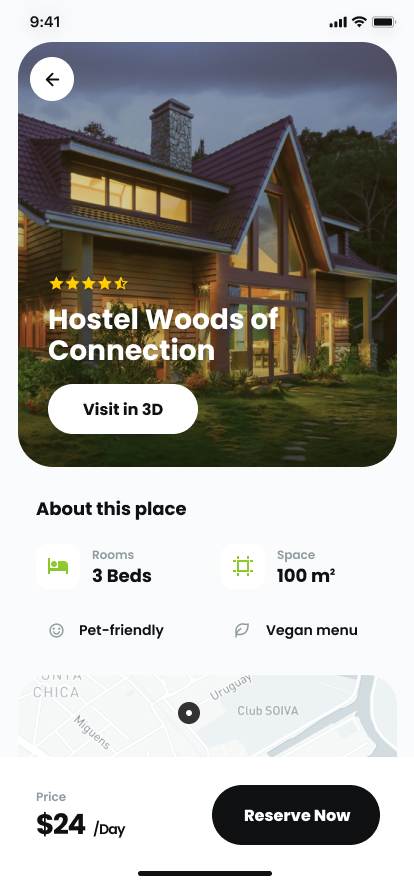 9:41
Hostel Woods of
Connection
Visit in 3D
About this place
Rooms
3 Beds
Space
100 m²
Pet-friendly
Vegan menu
CHICA
Uruguay
Club SOIVA
Miguens
Price
$24 /Day
Reserve Now